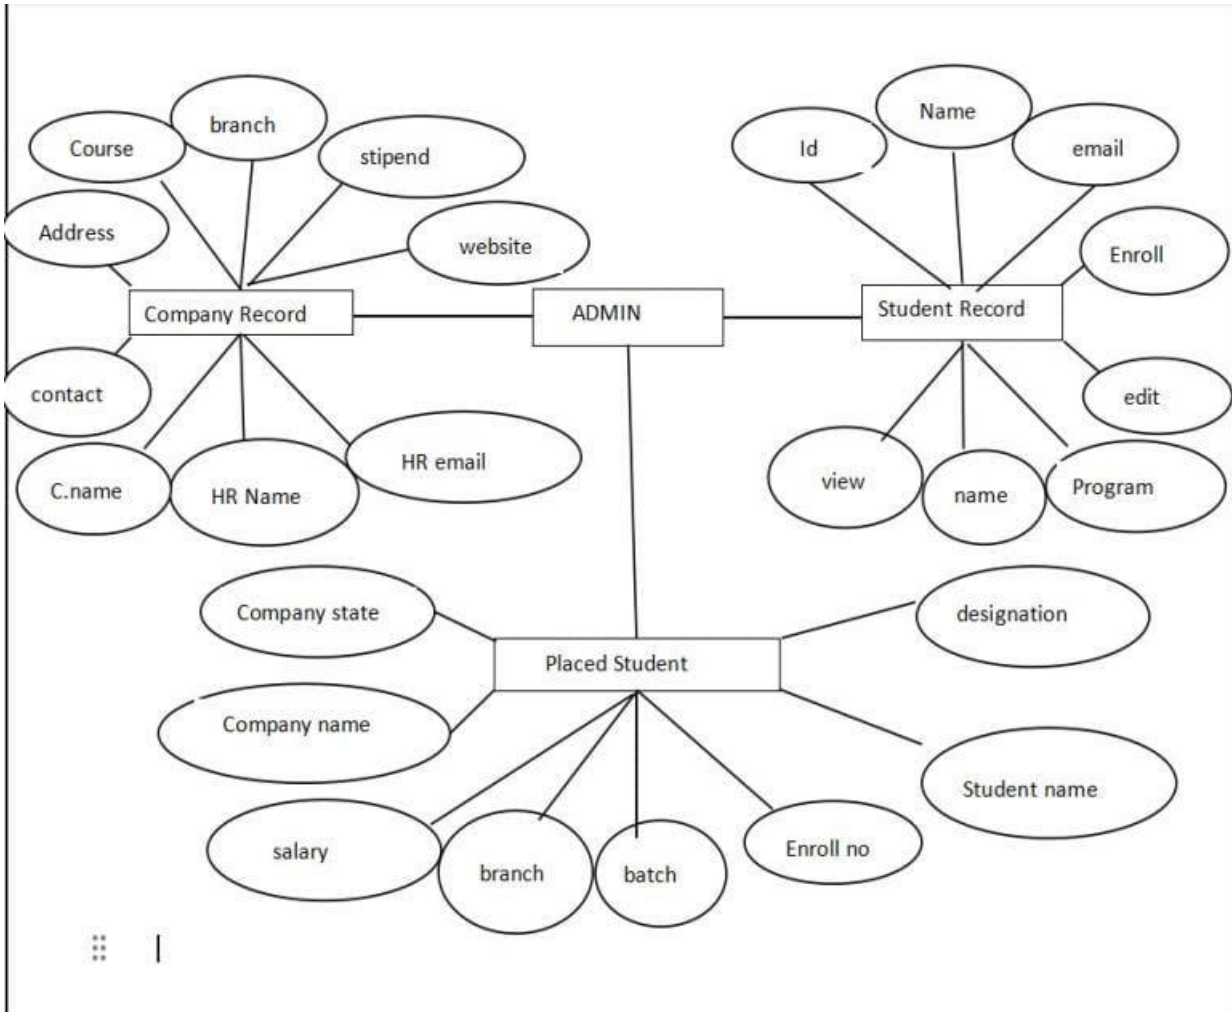 branch
Course
stipend
Address
website
Company Record
contact
C.name
HR Name
HR email
ADMIN
Name
Id
email
Enroll
Student Record
edit
view
name
Program
Company state
designation
Placed Student
Company name
Student name
salary
branch
batch
Enroll no